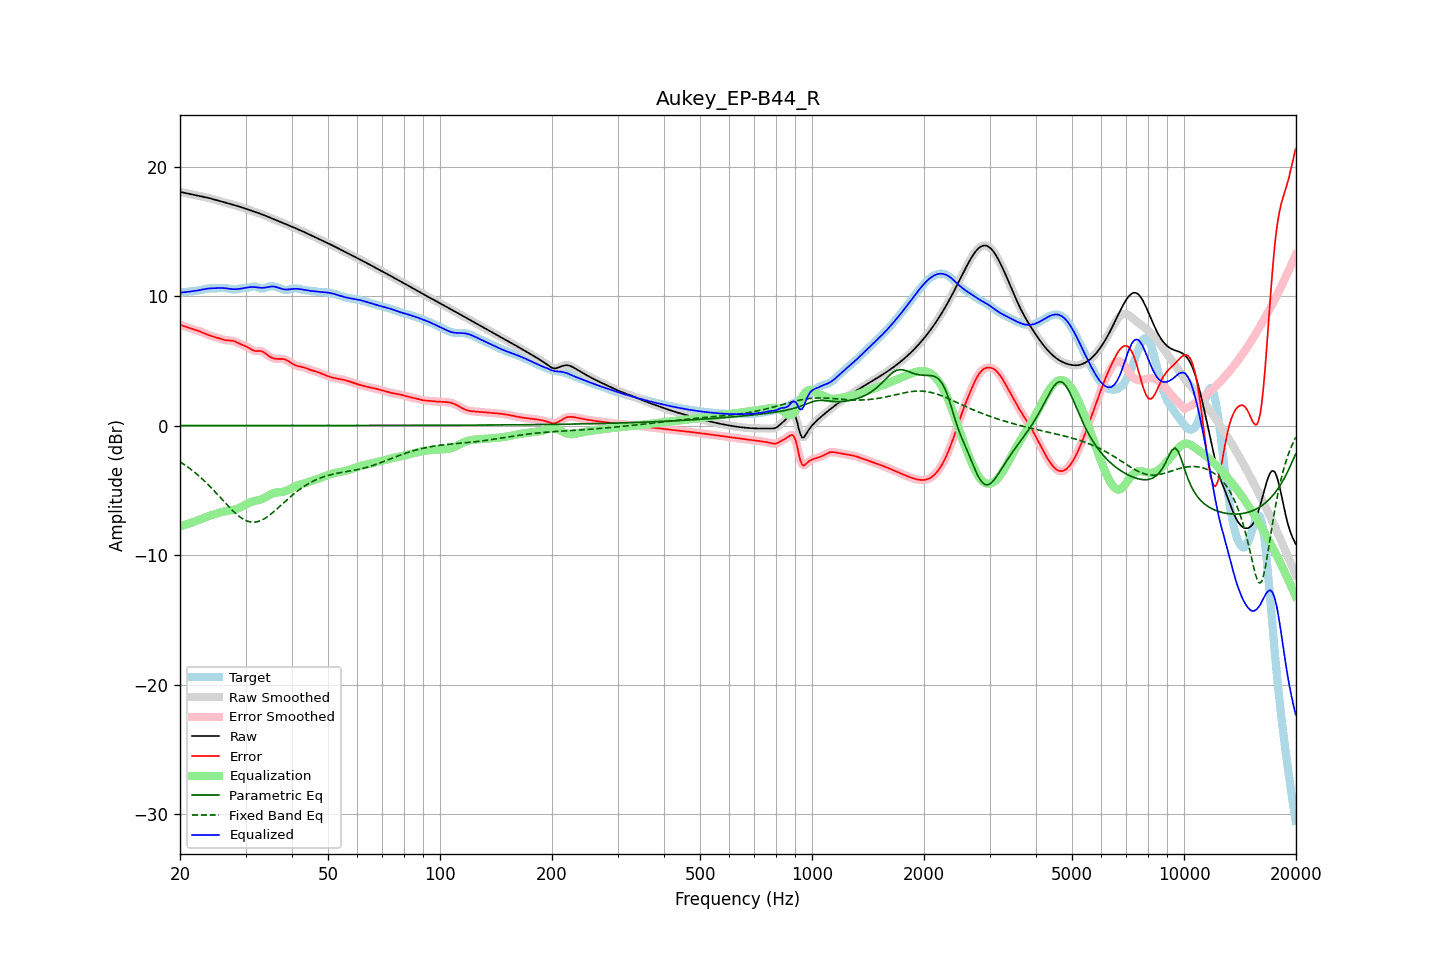 Aukey_EP-B44_R
Amplitude (dBr)
20
10
0
−10
−20
−30
Target
Raw Smoothed
Error Smoothed
Raw
Error
Equalization
Parametric Eq
Fixed Band Eq
Equalized
20 50 100 200 500 1000 2000 5000 10000 20000
Frequency (Hz)